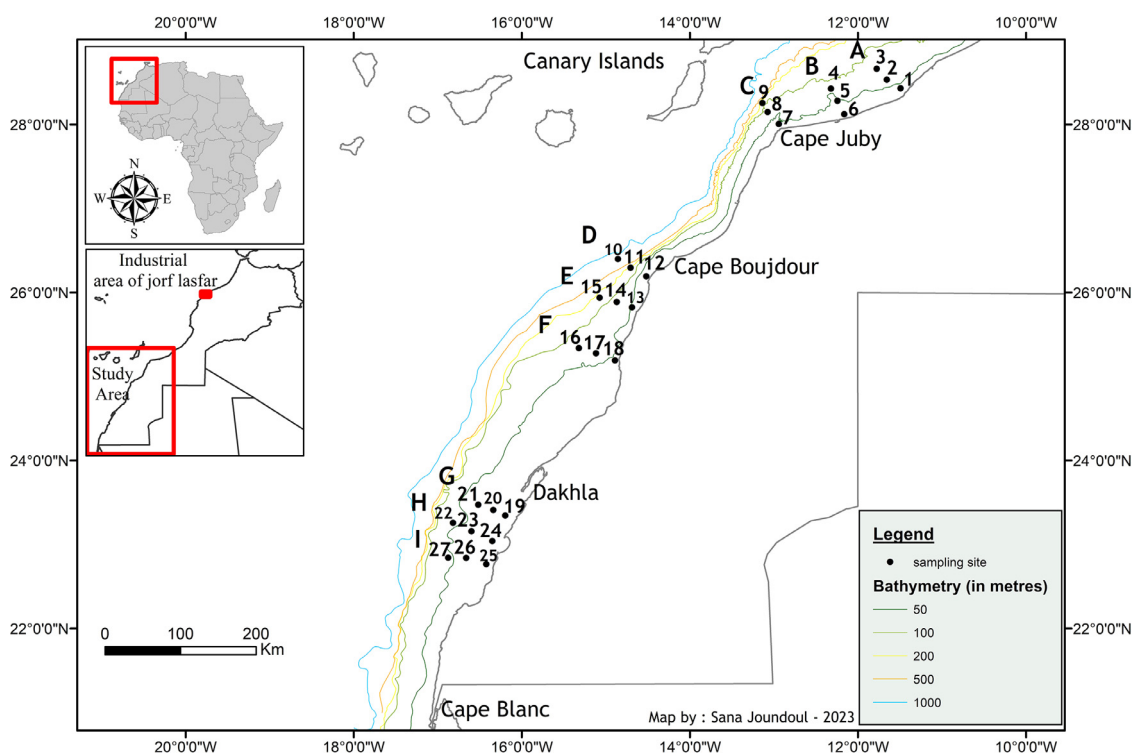 20°0'0"W
18°0'0"W
16°0'0"W
14°0'0"W
12°0'0"W
10°0'0"W
Canary Islands
A
3
2
B
4
1
C
9
5
8
6
7
28°0'0"N
28°0'0"N
Cape Juby
N
W
E
S
D
10
11
12
Cape Boujdour
E
15
14
13
26°0'0"N
26°0'0"N
Industrial
area of jorf lasfar
F
16
17
18
Study
Area
24°0'0"N
24°0'0"N
G
21
20
19
Dakhla
H
22
23
24
I
27
26
25
22°0'0"N
22°0'0"N
0
100
200
Km
Legend
sampling site
Bathymetry (in metres)
50
100
200
500
1000
Cape Blanc
Map by : Sana Joundoul - 2023
20°0'0"W
18°0'0"W
16°0'0"W
14°0'0"W
12°0'0"W
10°0'0"W